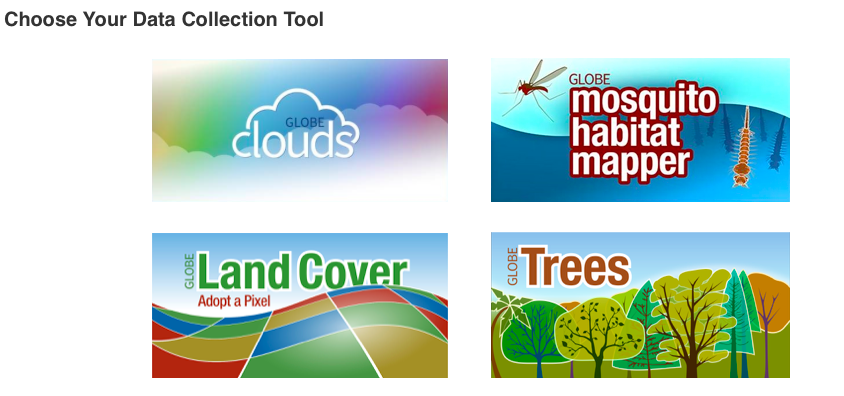 Choose Your Data Collection Tool
GLOBE
clouds
GLOBE
mosquito
habitat
mapper
GLOBE
Land Cover
Adopt a Pixel
GLOBE
Trees